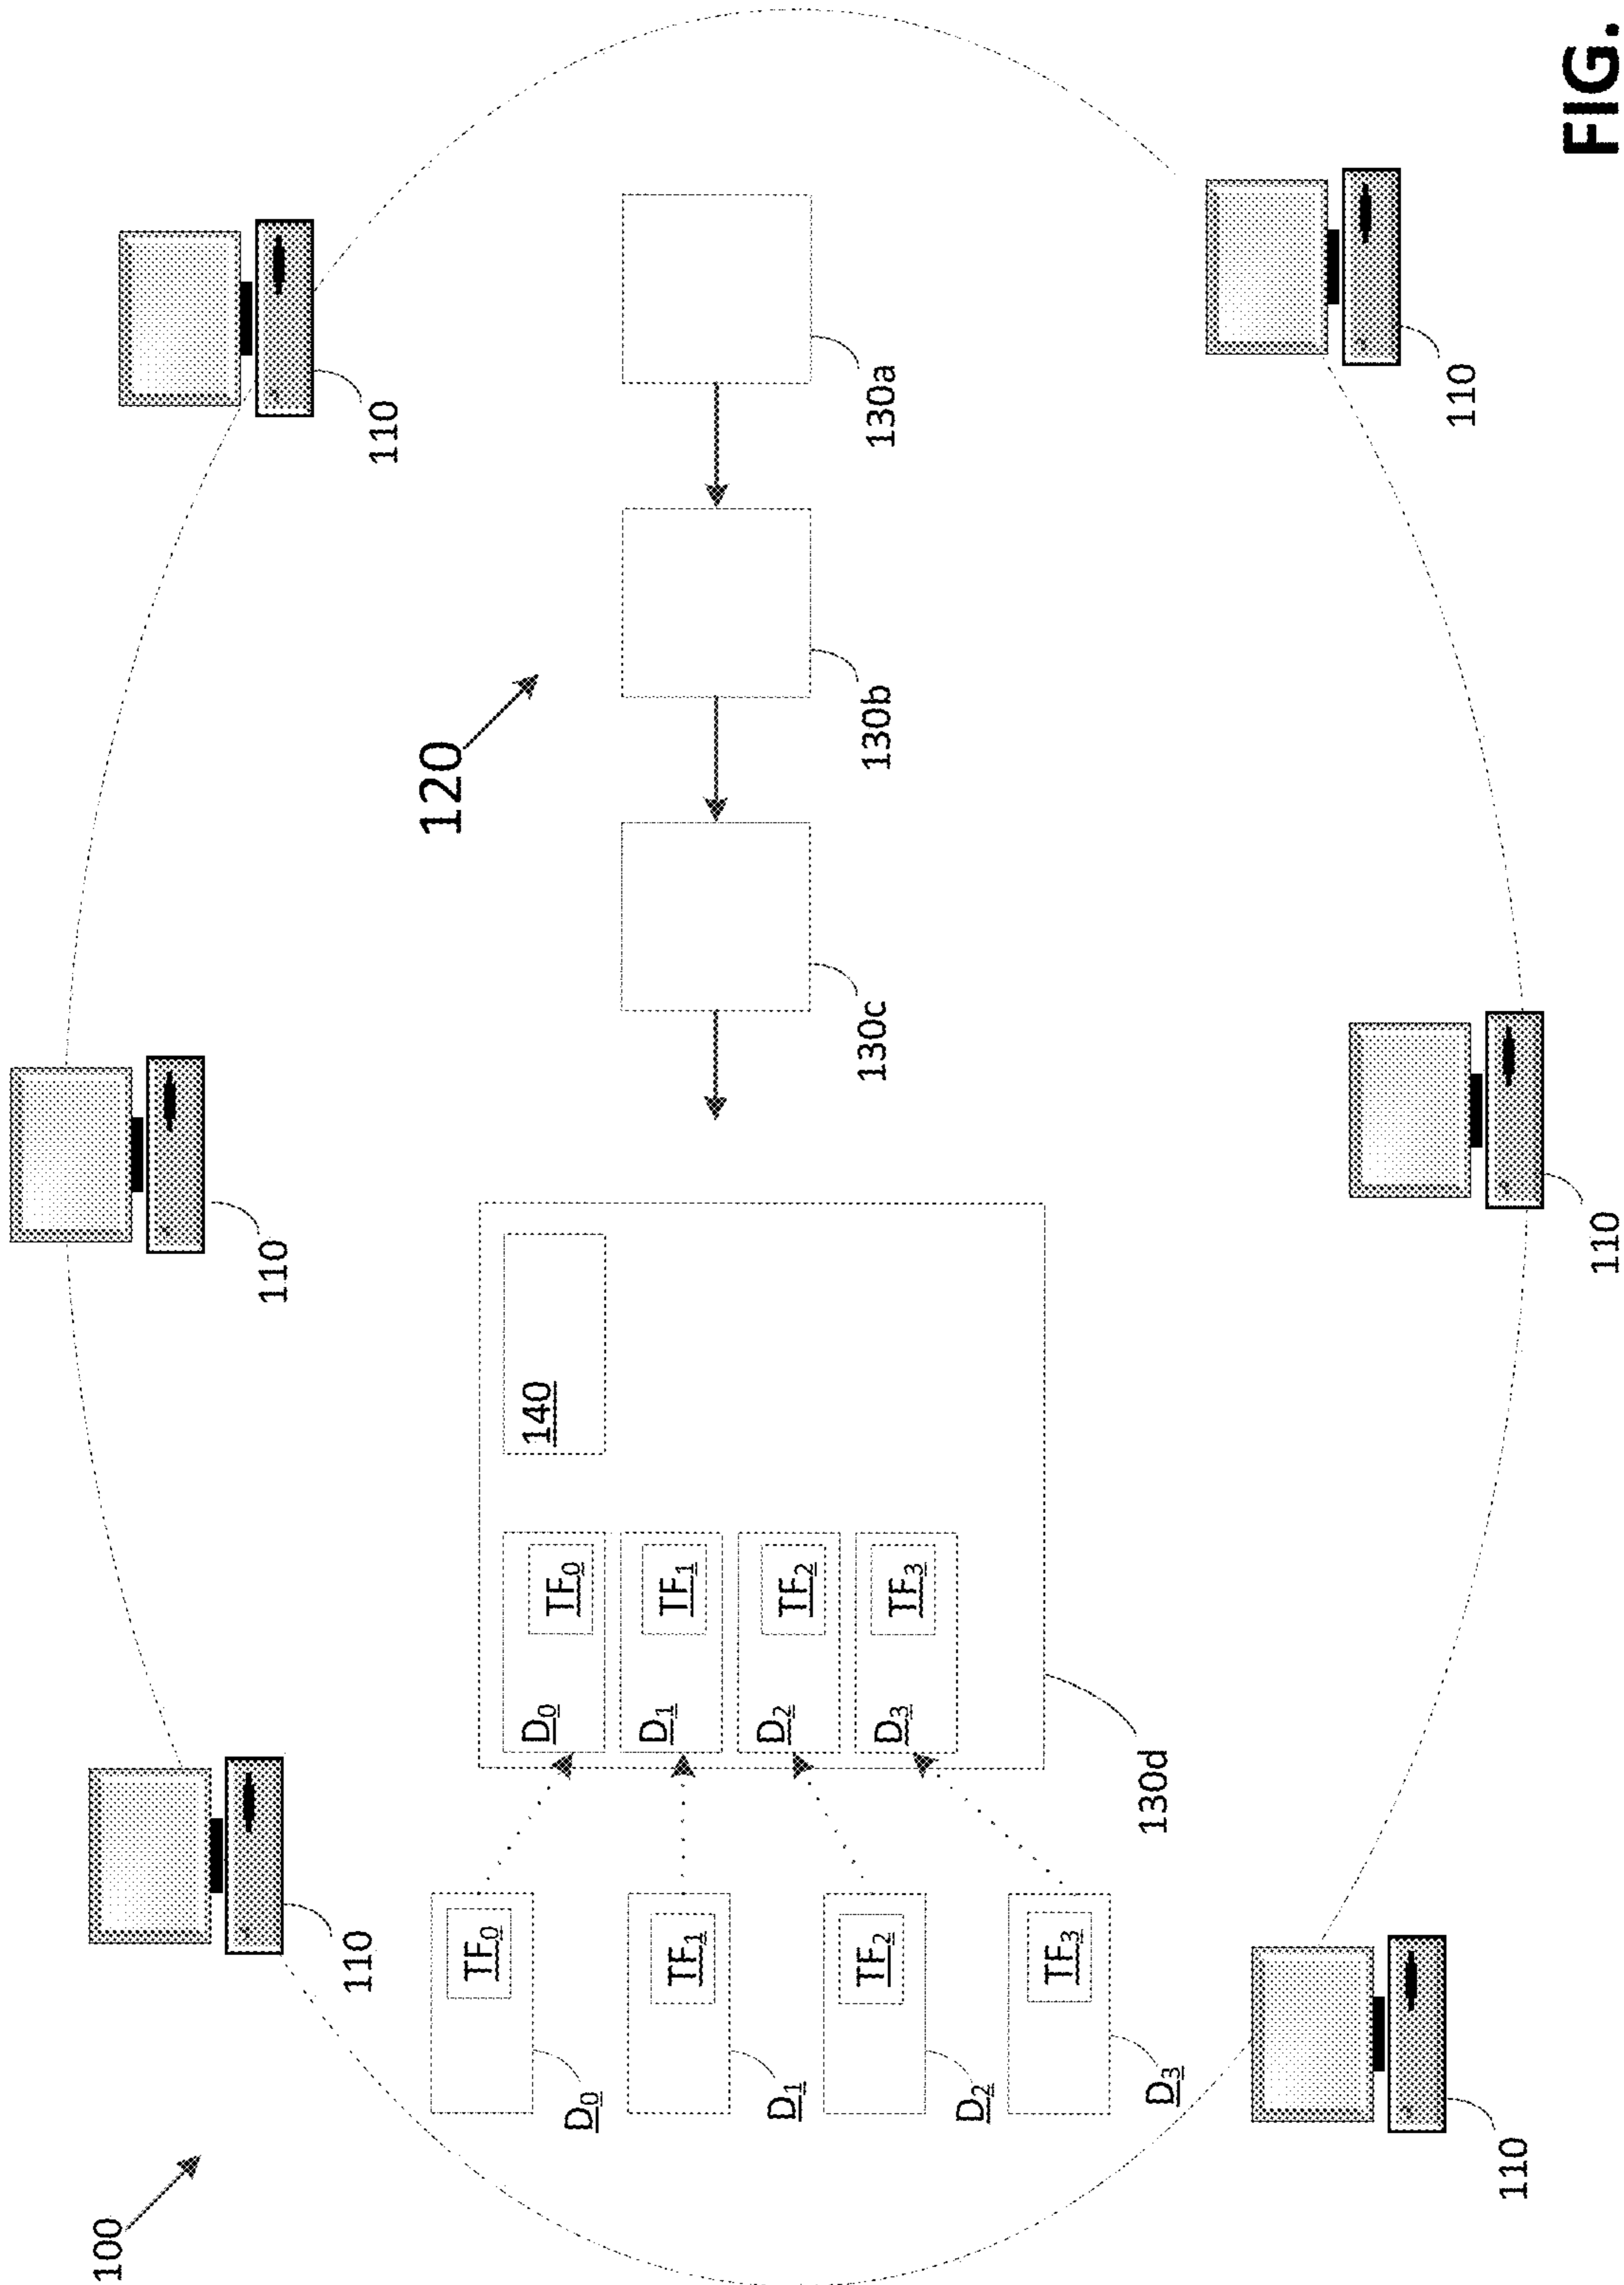 100
110
110
110
120
TF0
D0 TF0
140
D0
TF1
D1 TF1
D1
D2 TF2
TF2
D3 TF3
130c
130b
130a
D2
TF3
D3
130d
110
110
110
FIG.